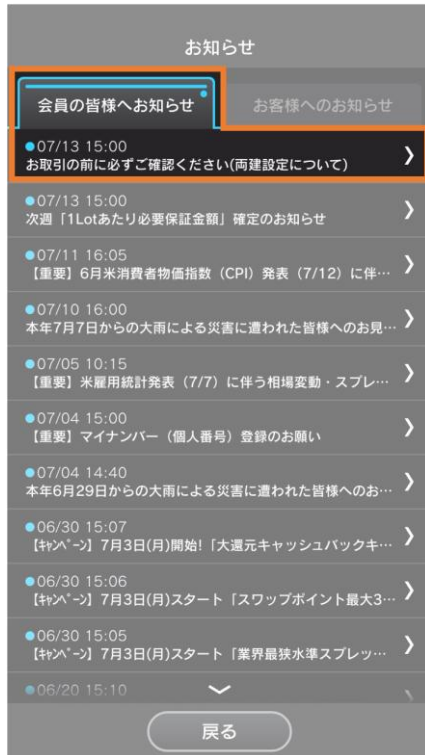 お知らせ
会員の皆様へお知らせ
お客様へのお知らせ
●07/13 15:00
お取引の前に必ずご確認ください(両建設定について)
●07/13 15:00
次週「1Lotあたり必要保証金額」確定のお知らせ
●07/11 16:05
【重要】6月米消費者物価指数（CPI）発表（7/12）に伴…
●07/10 16:00
本年7月7日からの大雨による災害に遭われた皆様へのお見…
●07/05 10:15
【重要】米雇用統計発表（7/7）に伴う相場変動・スプレ…
●07/04 15:00
【重要】マイナンバー（個人番号）登録のお願い
●07/04 14:40
本年6月29日からの大雨による災害に遭われた皆様へのお…
●06/30 15:07
【ｷｬﾝﾍﾟｰﾝ】7月3日(月)開始!「大還元キャッシュバックキ…
●06/30 15:06
【ｷｬﾝﾍﾟｰﾝ】7月3日(月)スタート「スワップポイント最大3…
●06/30 15:05
【ｷｬﾝﾍﾟｰﾝ】7月3日(月)スタート「業界最狭水準スプレッ…
●06/20 15:10
戻る